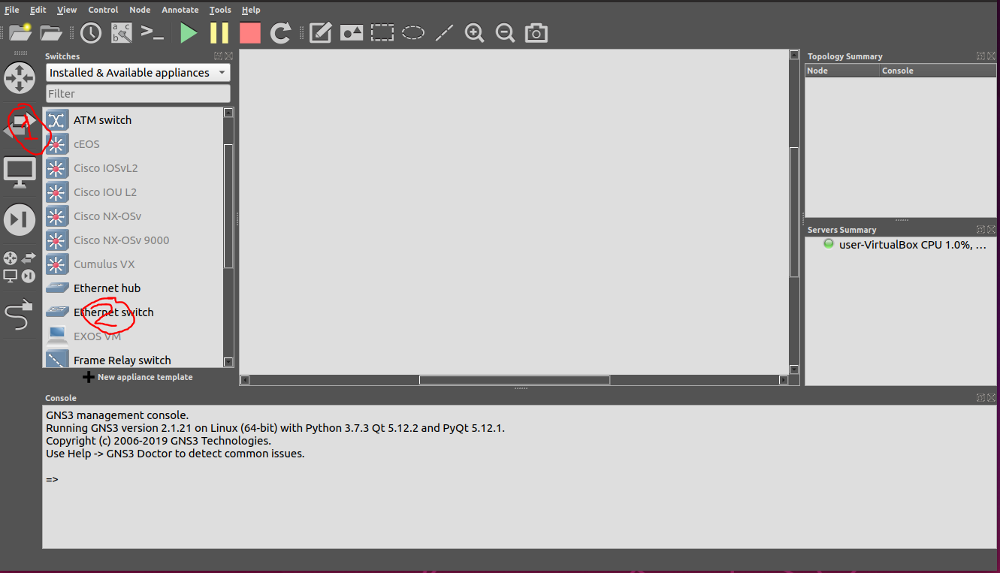 File Edit View Control Node Annotate Tools Help
a c
b
>_
Switches
Installed & Available appliances
Filter
1
ATM switch
cEOS
Cisco IOSvL2
Cisco IOU L2
Cisco NX-OSv
Cisco NX-OSv 9000
Cumulus VX
Ethernet hub
Ethernet switch
2
EXOS VM
Frame Relay switch
New appliance template
Topology Summary
Node Console
Servers Summary
user-VirtualBox CPU 1.0%, ...
Console
GNS3 management console.
Running GNS3 version 2.1.21 on Linux (64-bit) with Python 3.7.3 Qt 5.12.2 and PyQt 5.12.1.
Copyright (c) 2006-2019 GNS3 Technologies.
Use Help -> GNS3 Doctor to detect common issues.
=>